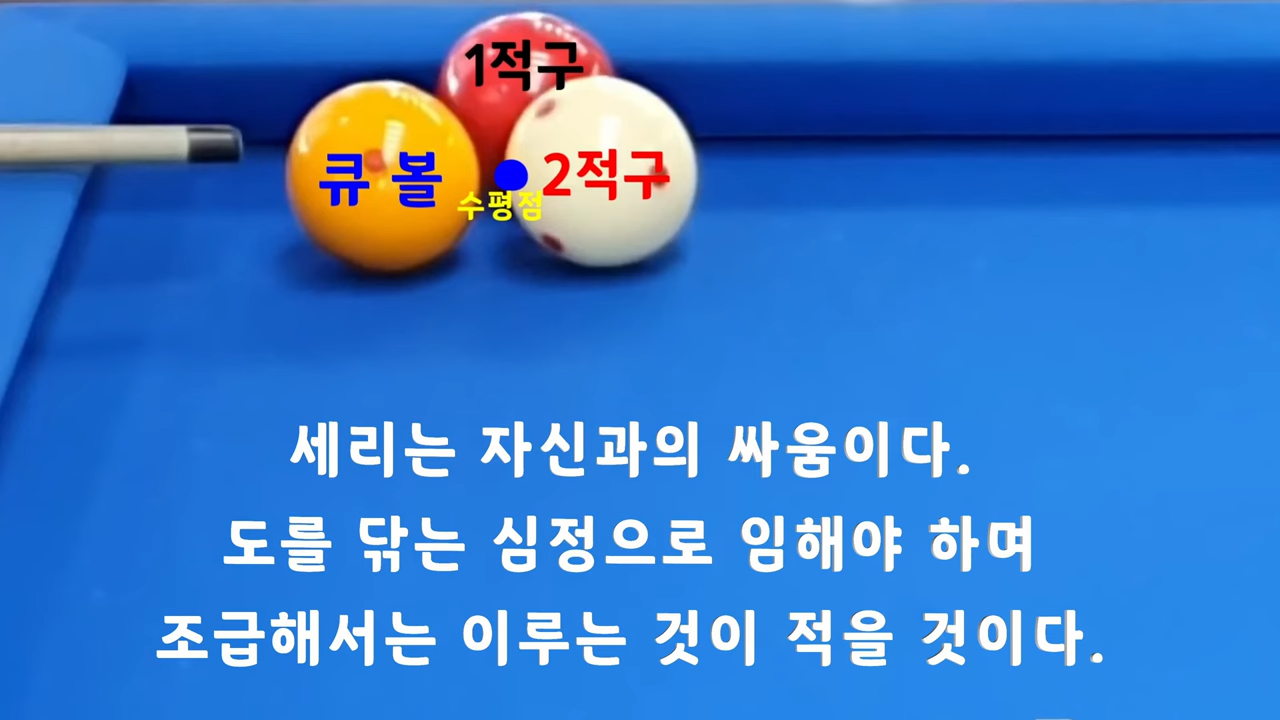 1적구
큐 볼
2적구
수평점
세리는 자신과의 싸움이다.
도를 닦는 심정으로 임해야 하며
조급해서는 이루는 것이 적을 것이다.